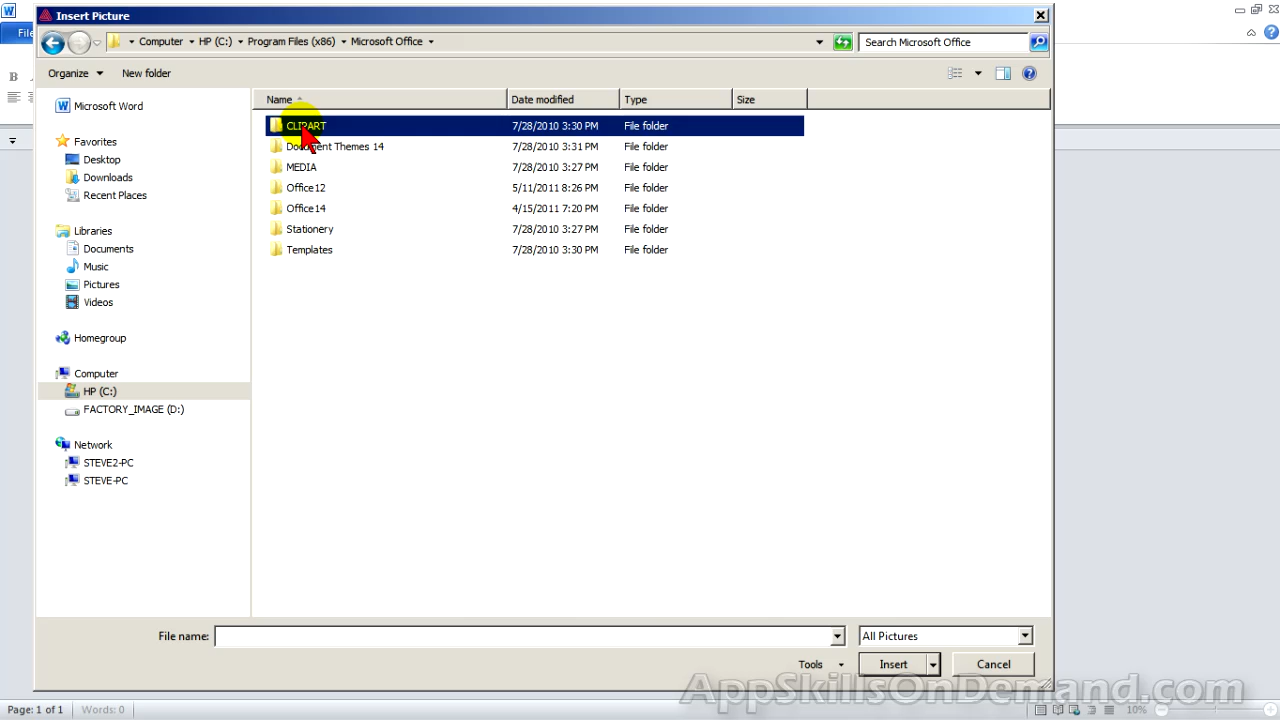 Insert Picture
Computer HP (C:) Program Files (x86) Microsoft Office
Search Microsoft Office
File
Organize New folder
B
Name Date modified Type Size
Microsoft Word
Favorites
Desktop
Downloads
Recent Places
Libraries
Documents
Music
Pictures
Videos
Homegroup
Computer
HP (C:)
FACTORY_IMAGE (D:)
Network
STEVE2-PC
STEVE-PC
CLIPART 7/28/2010 3:30 PM File folder
Document Themes 14 7/28/2010 3:31 PM File folder
MEDIA 7/28/2010 3:27 PM File folder
Office12 5/11/2011 8:26 PM File folder
Office14 4/15/2011 7:20 PM File folder
Stationery 7/28/2010 3:27 PM File folder
Templates 7/28/2010 3:30 PM File folder
File name: All Pictures
Tools Insert Cancel
AppSkillsOnDemand.com
Page: 1 of 1 Words: 0 10%